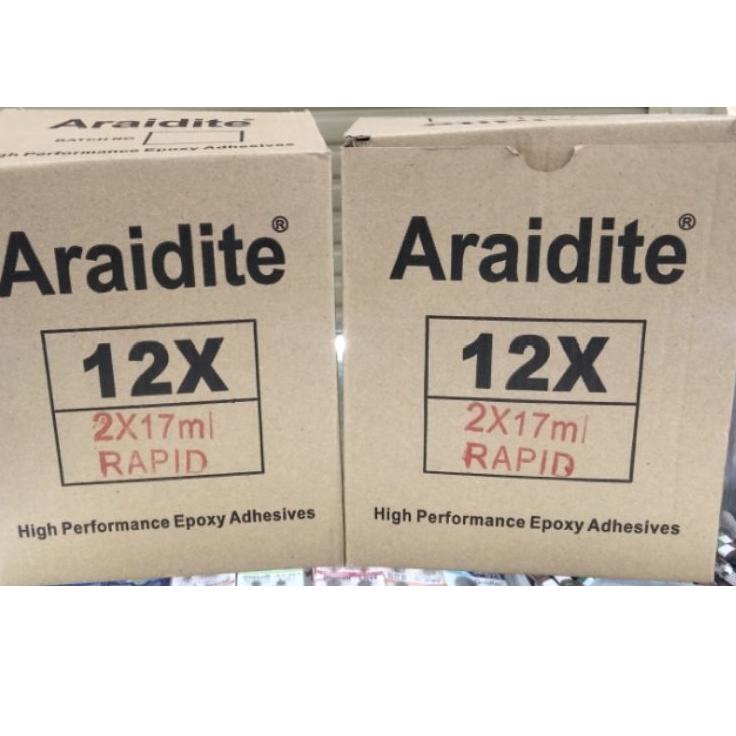 Araidite
BATCH NO
gh Performance Epoxy Adhesives
Araidite®
12X
2X17ml
RAPID
High Performance Epoxy Adhesives
Araidite®
12X
2X17ml
RAPID
High Performance Epoxy Adhesives